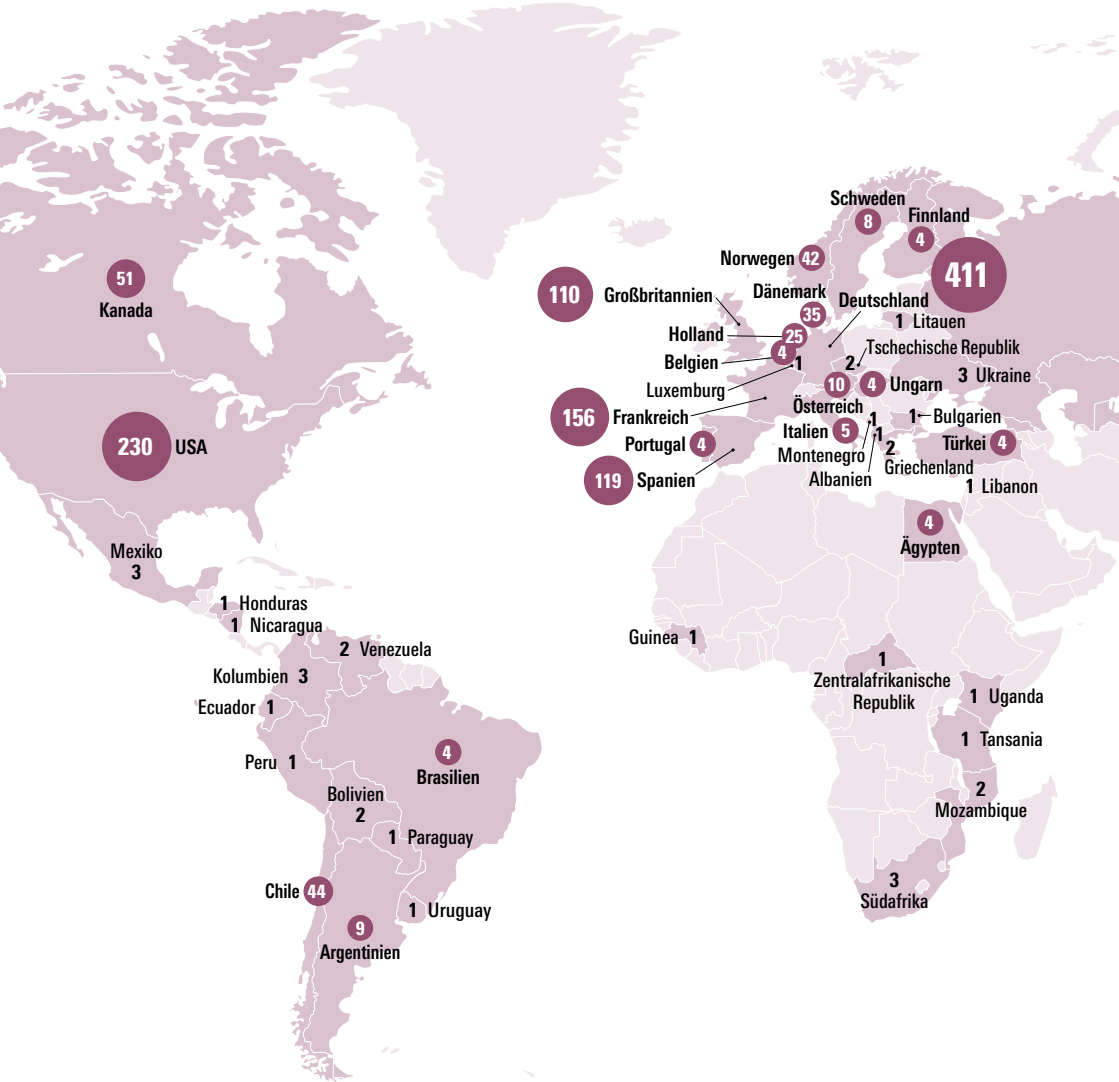 51
Kanada
230 USA
Mexiko
3
1 Honduras
1 Nicaragua
2 Venezuela
Kolumbien 3
Ecuador 1
Peru 1
4
Brasilien
Bolivien
2
1 Paraguay
Chile 44
1 Uruguay
9
Argentinien
Schweden
8
Finnland
4
Norwegen 42
411
110 Großbritannien
Dänemark
35
Deutschland
Holland 25
1 Litauen
Belgien 4
Luxemburg 1
2 Tschechische Republik
3 Ukraine
10
Österreich
4 Ungarn
156 Frankreich
Italien 5
1
Montenegro
1
Albanien
1 Bulgarien
Portugal 4
2
Griechenland
Türkei 4
119 Spanien
1 Libanon
4
Ägypten
Guinea 1
1
Zentralafrikanische
Republik
1 Uganda
1 Tansania
2
Mozambique
3
Südafrika